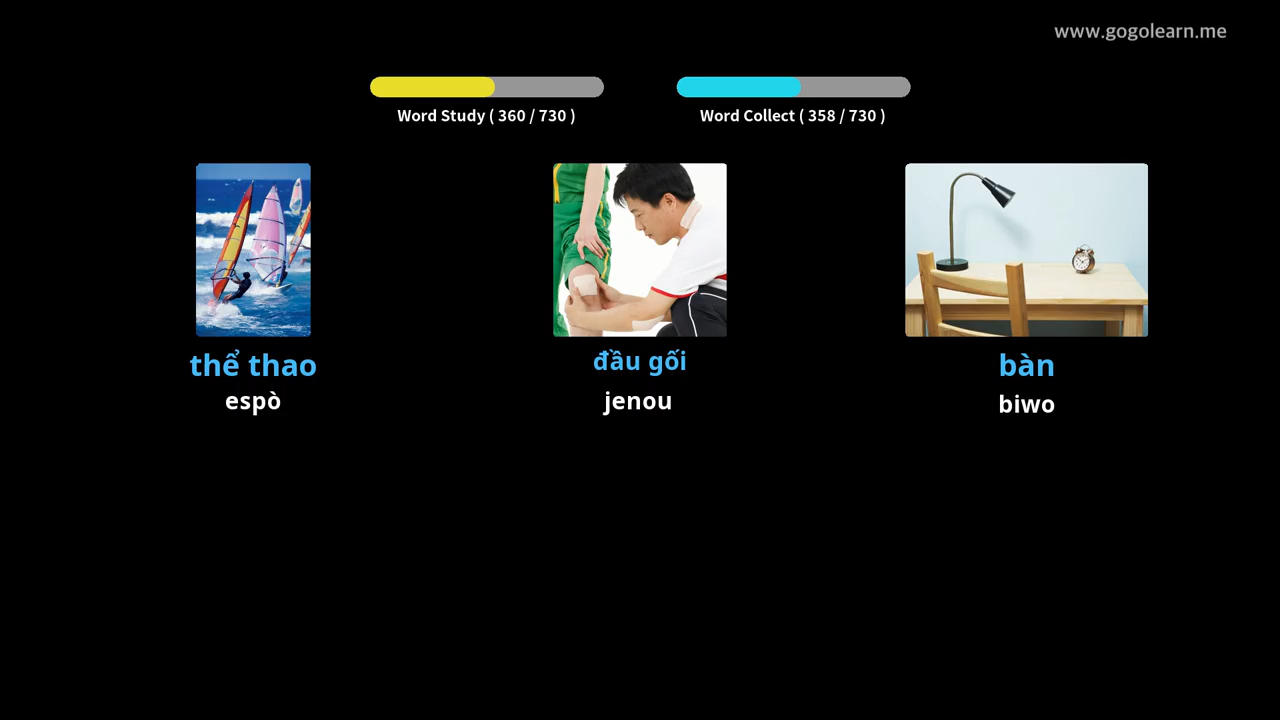 www.gogolearn.me
Word Study ( 360 / 730 )
Word Collect ( 358 / 730 )
thể thao
espò
đầu gối
jenou
bàn
biwo